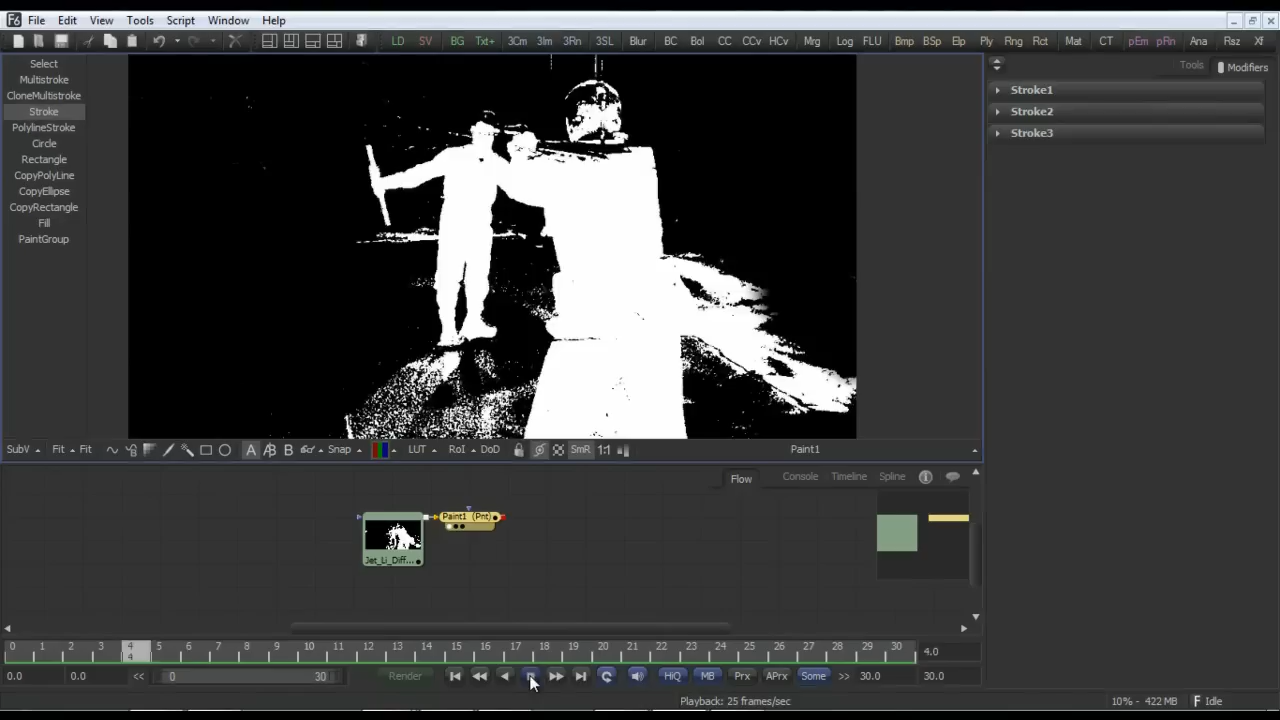 F6 File Edit View Tools Script Window Help
LD SV BG Txt+ 3Cm 3Im 3Rn 3SL Blur BC Bol CC CCv HCv Mrg Log FLU Bmp BSp Elp Ply Rng Rct Mat CT pEm pRn Ana Rsz Xf
Select
Multistroke
CloneMultistroke
Stroke
PolylineStroke
Circle
Rectangle
CopyPolyLine
CopyEllipse
CopyRectangle
Fill
PaintGroup
Tools Modifiers
Stroke1
Stroke2
Stroke3
SubV Fit Fit A B B Snap LUT RoI DoD SmR 1:1 Paint1
Flow Console Timeline Spline
Paint1 (Pnt)
Jet_Li_Diff...
0 1 2 3 4 5 6 7 8 9 10 11 12 13 14 15 16 17 18 19 20 21 22 23 24 25 26 27 28 29 30 4.0
4
0.0 0.0 << 0 30 Render HiQ MB Prx APrx Some >> 30.0 30.0
Playback: 25 frames/sec 10% - 422 MB Idle